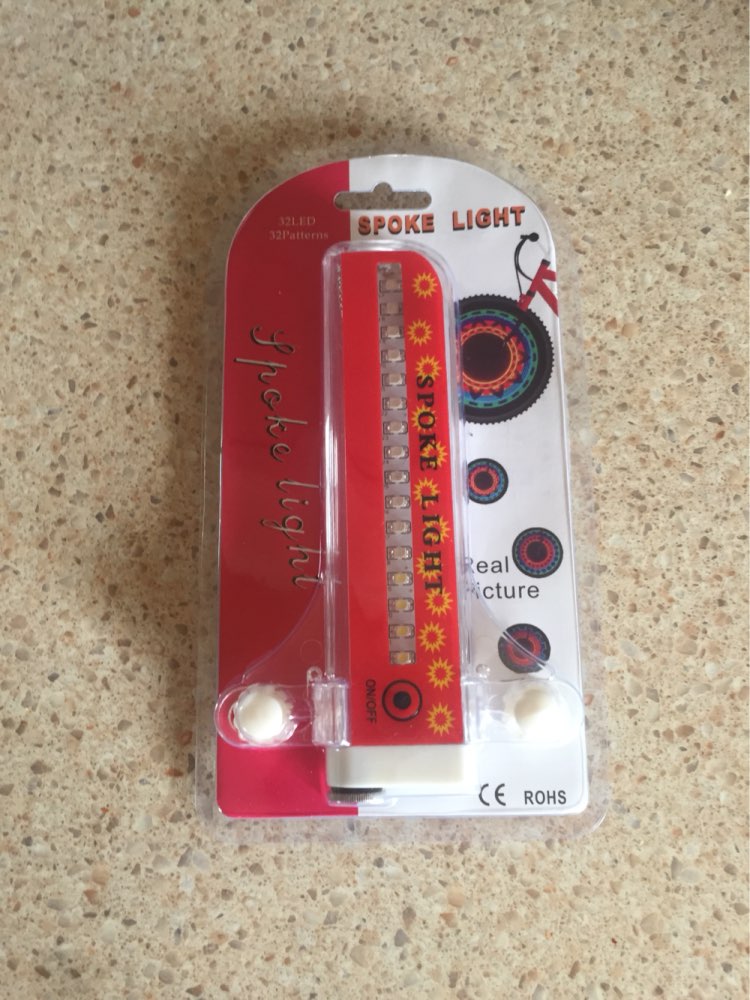 32LED
32Patterns
SPOKE LIGHT
Spoke light
SPOKE LIGHT
Real
Picture
ON/OFF
CE ROHS